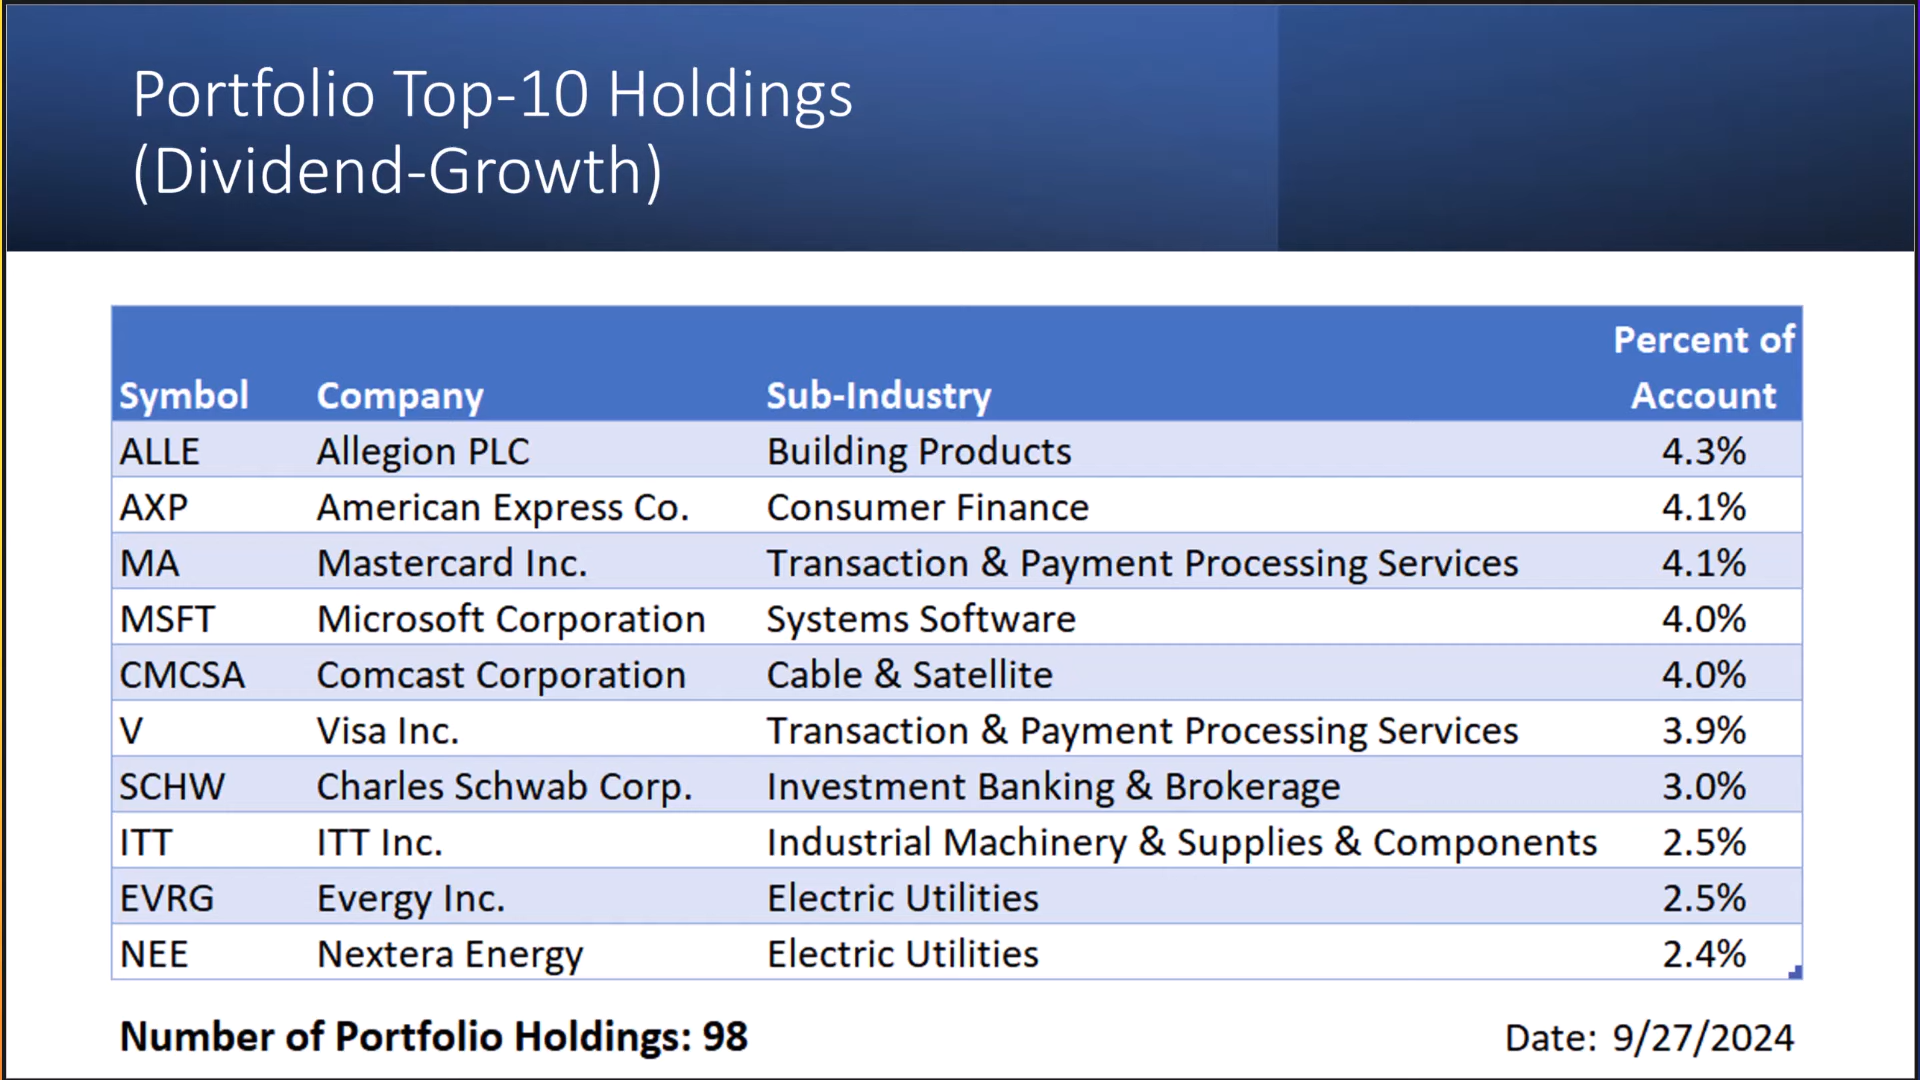 Portfolio Top-10 Holdings
(Dividend-Growth)
Symbol Company Sub-Industry Percent of Account
ALLE Allegion PLC Building Products 4.3%
AXP American Express Co. Consumer Finance 4.1%
MA Mastercard Inc. Transaction & Payment Processing Services 4.1%
MSFT Microsoft Corporation Systems Software 4.0%
CMCSA Comcast Corporation Cable & Satellite 4.0%
V Visa Inc. Transaction & Payment Processing Services 3.9%
SCHW Charles Schwab Corp. Investment Banking & Brokerage 3.0%
ITT ITT Inc. Industrial Machinery & Supplies & Components 2.5%
EVRG Evergy Inc. Electric Utilities 2.5%
NEE Nextera Energy Electric Utilities 2.4%
Number of Portfolio Holdings: 98 Date: 9/27/2024